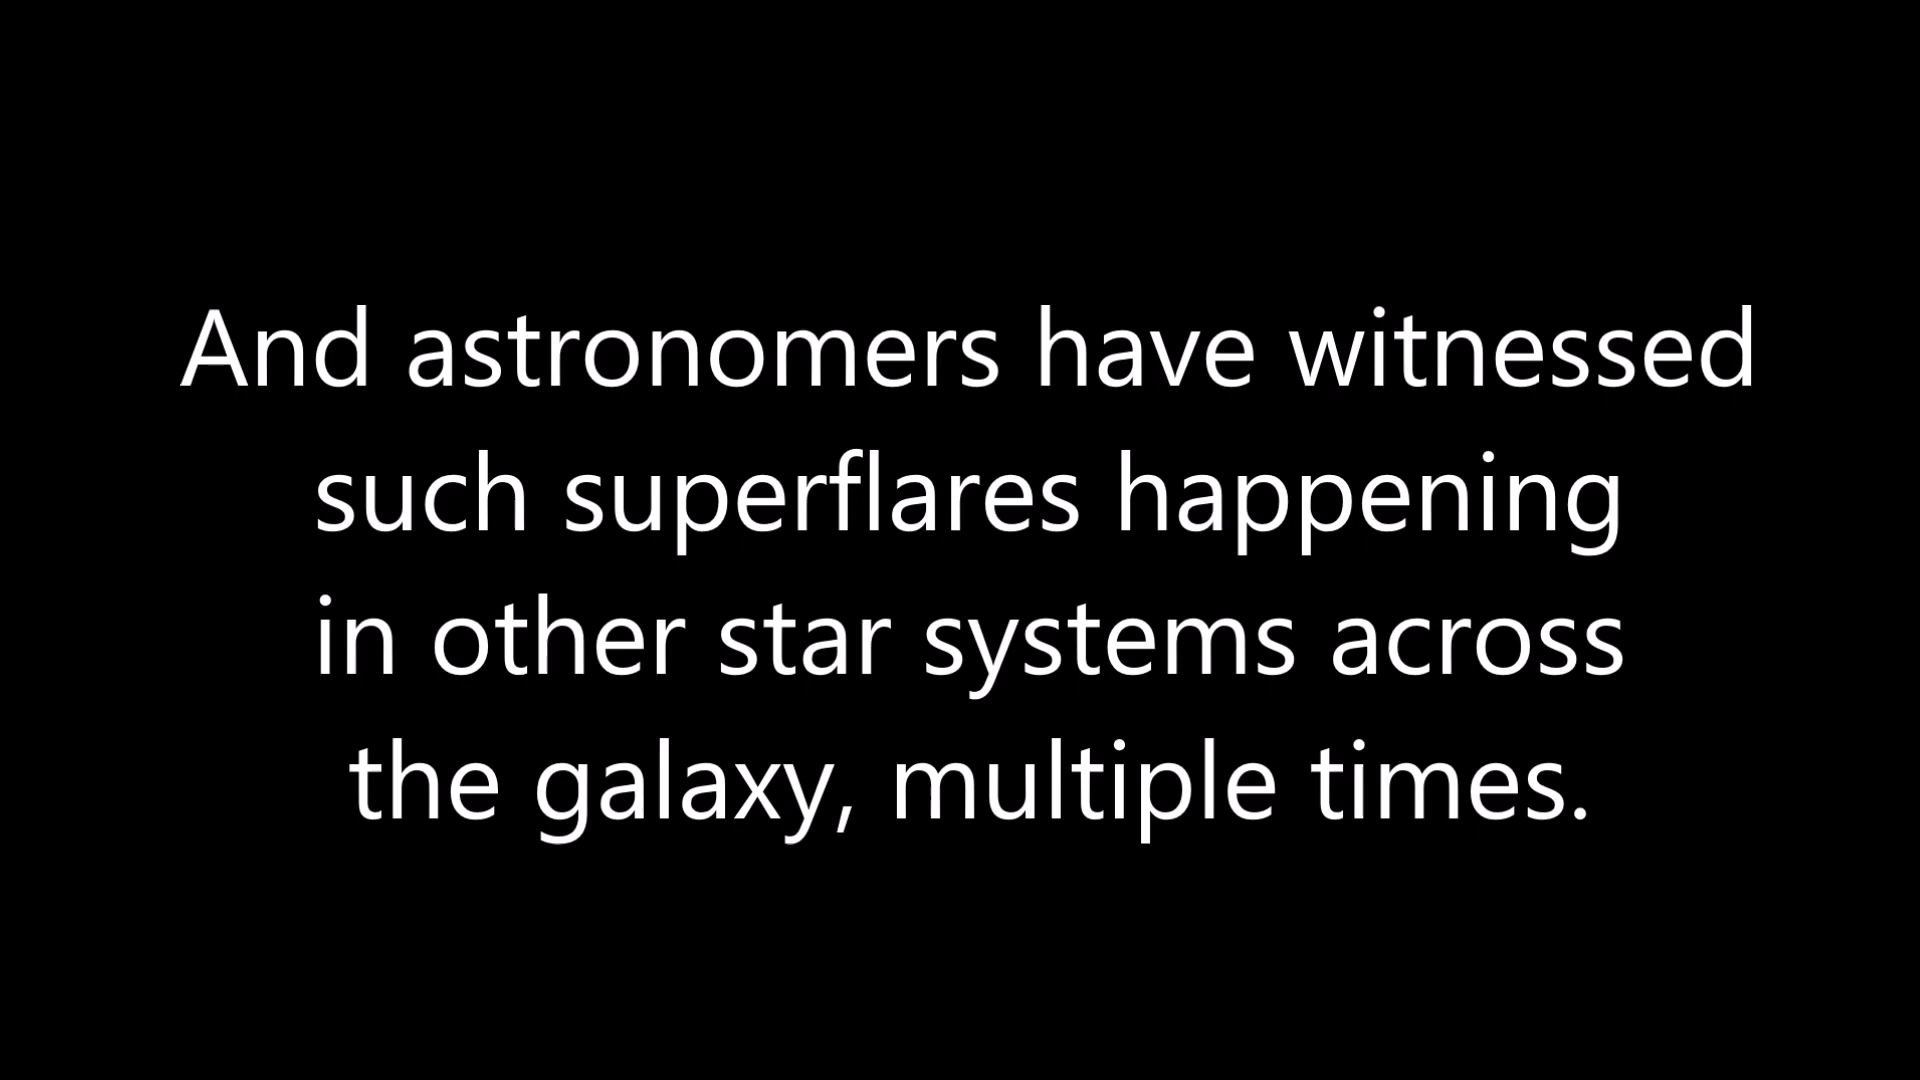 And astronomers have witnessed
such superflares happening
in other star systems across
the galaxy, multiple times.